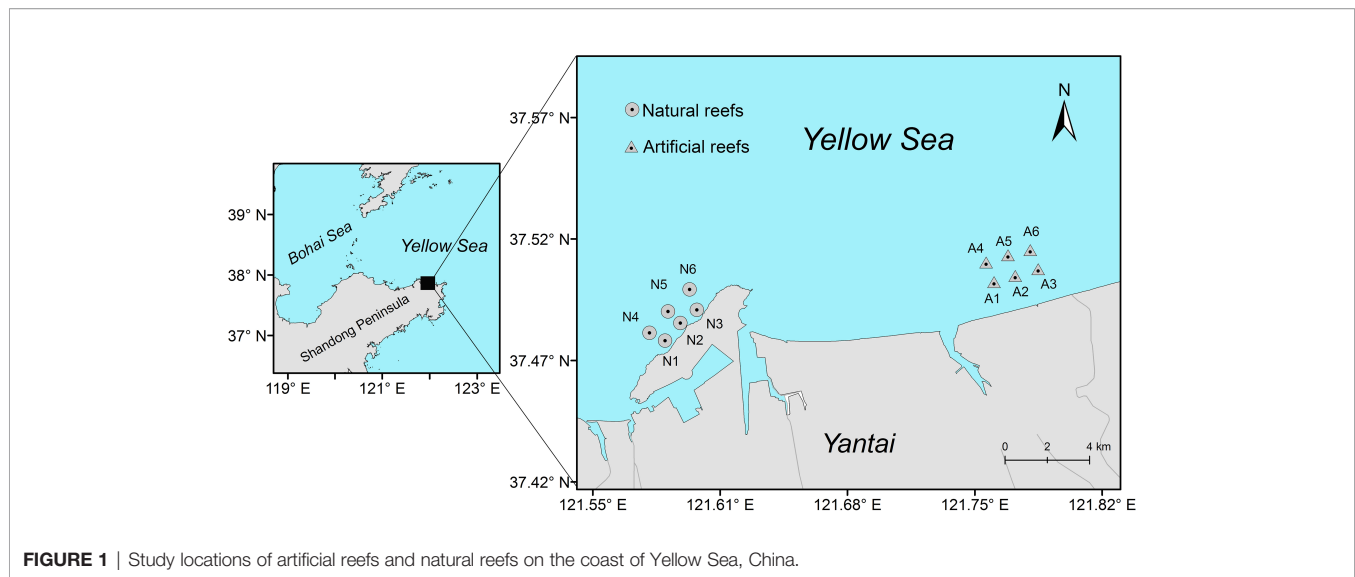 39° N
38° N
37° N
119° E
121° E
123° E
Bohai Sea
Yellow Sea
Shandong Peninsula
37.57° N
37.52° N
37.47° N
37.42° N
121.55° E
121.61° E
121.68° E
121.75° E
121.82° E
Natural reefs
Artificial reefs
Yellow Sea
N
N6
N5
N4
N3
N2
N1
A6
A5
A4
A3
A2
A1
Yantai
0 2 4 km
FIGURE 1 | Study locations of artificial reefs and natural reefs on the coast of Yellow Sea, China.